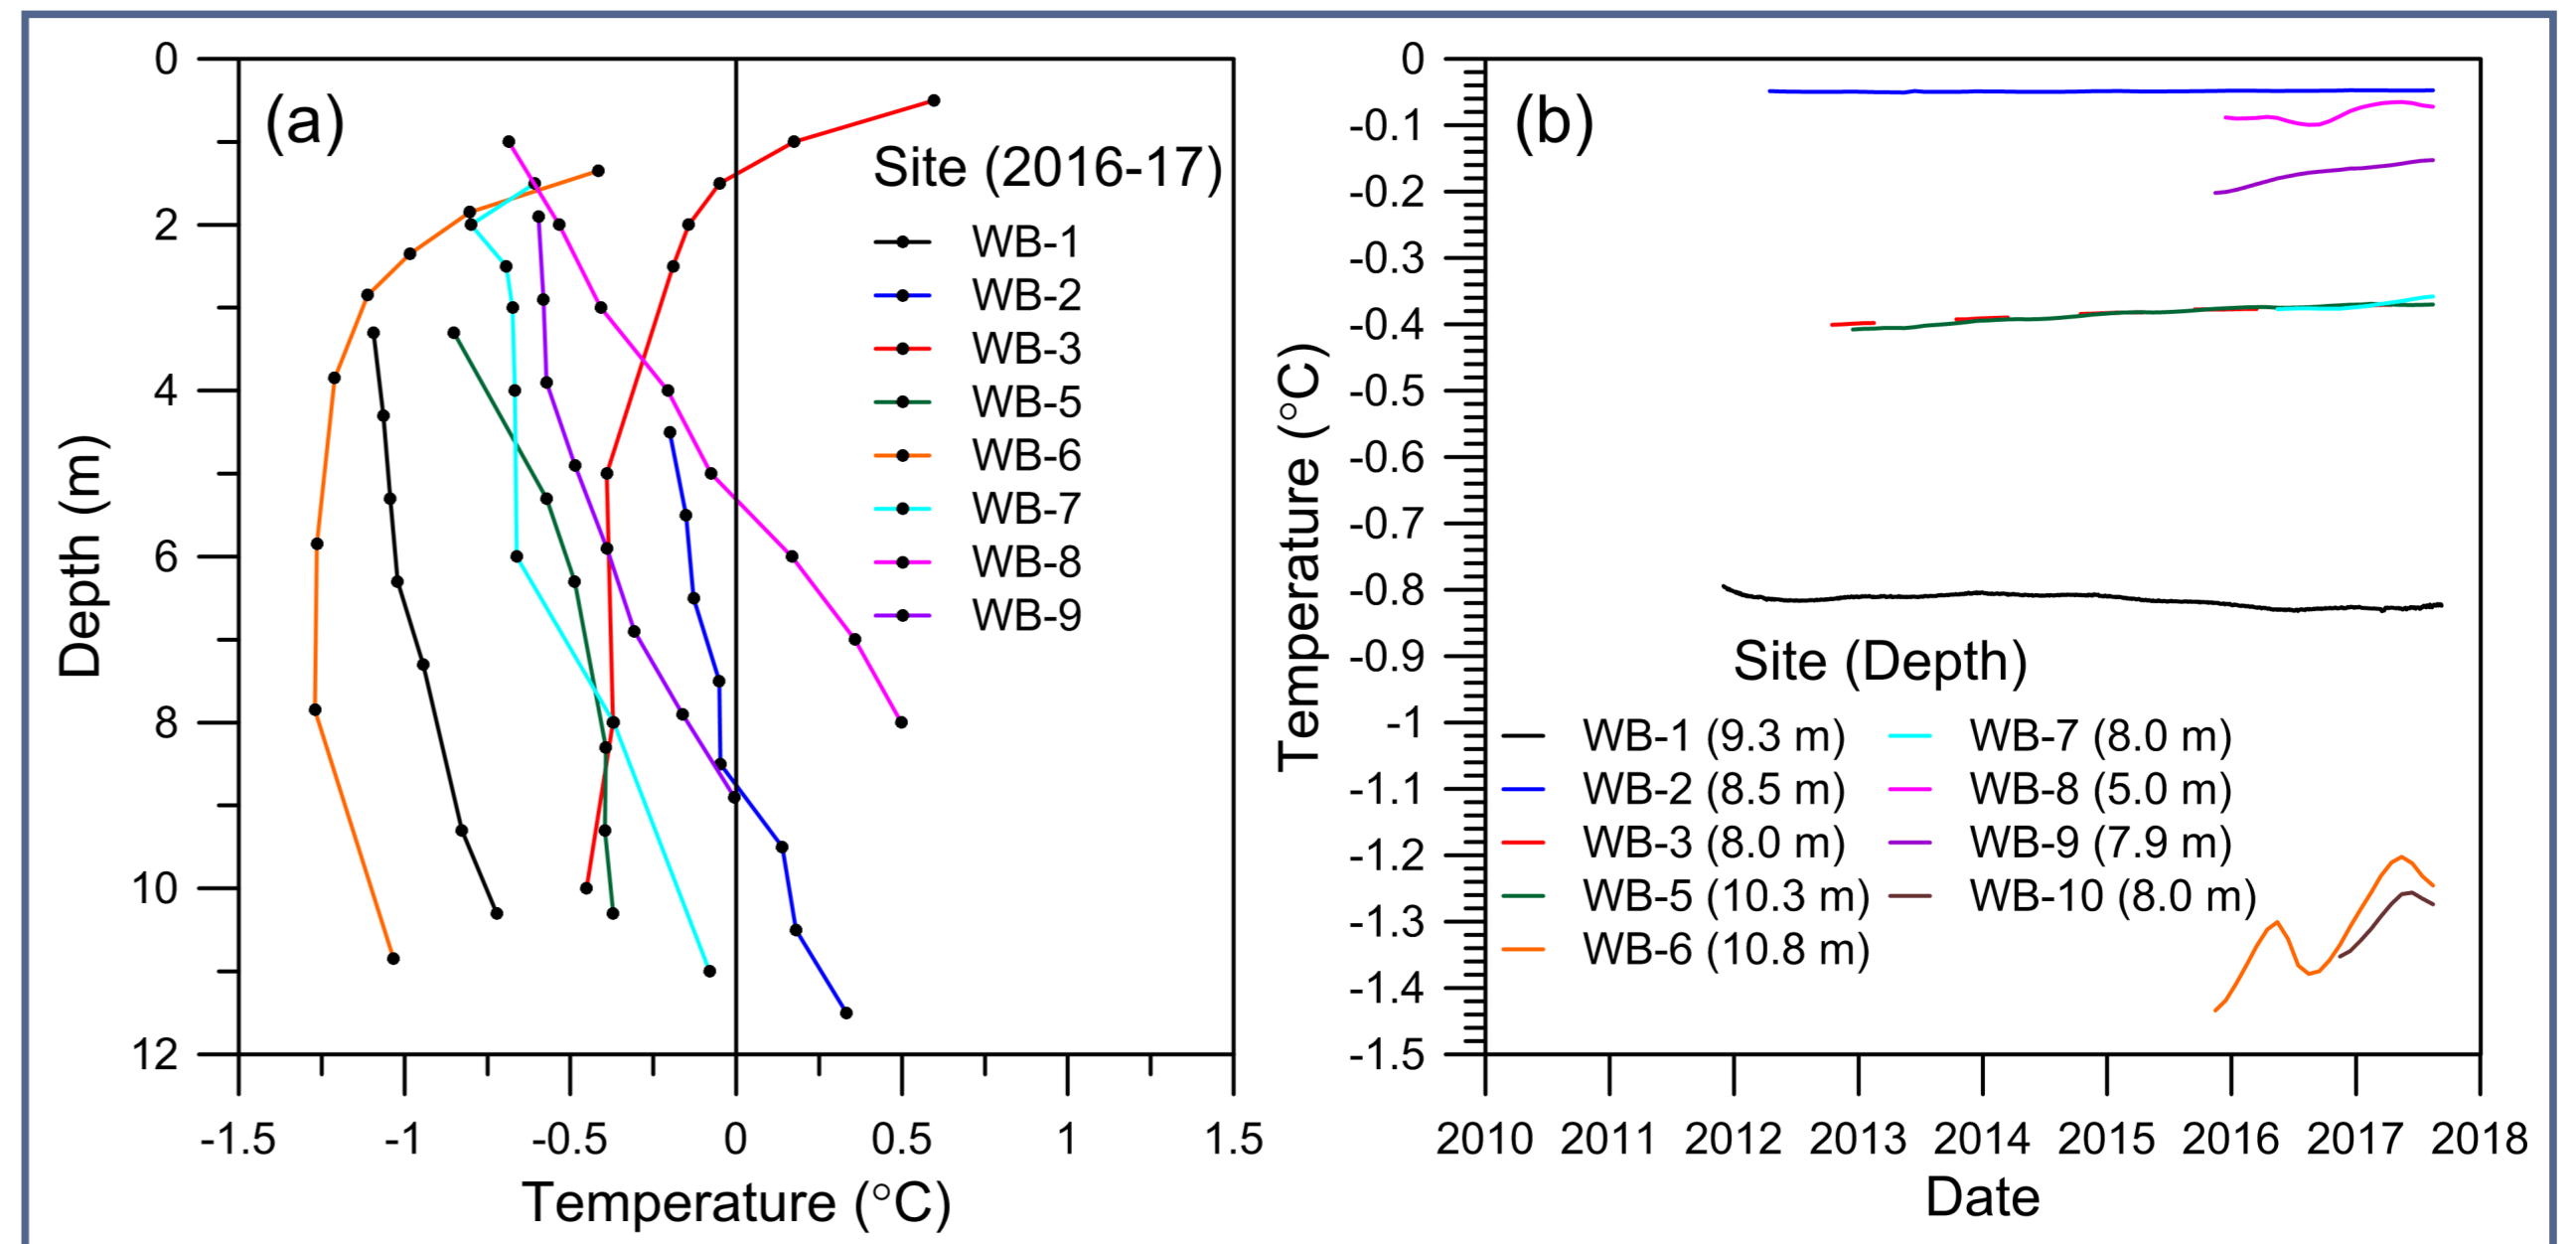 (a)
0
2
4
6
8
10
12
Depth (m)
-1.5 -1 -0.5 0 0.5 1 1.5
Temperature (°C)
Site (2016-17)
WB-1
WB-2
WB-3
WB-5
WB-6
WB-7
WB-8
WB-9
(b)
0
-0.1
-0.2
-0.3
-0.4
-0.5
-0.6
-0.7
-0.8
-0.9
-1
-1.1
-1.2
-1.3
-1.4
-1.5
Temperature (°C)
2010 2011 2012 2013 2014 2015 2016 2017 2018
Date
Site (Depth)
WB-1 (9.3 m)
WB-2 (8.5 m)
WB-3 (8.0 m)
WB-5 (10.3 m)
WB-6 (10.8 m)
WB-7 (8.0 m)
WB-8 (5.0 m)
WB-9 (7.9 m)
WB-10 (8.0 m)